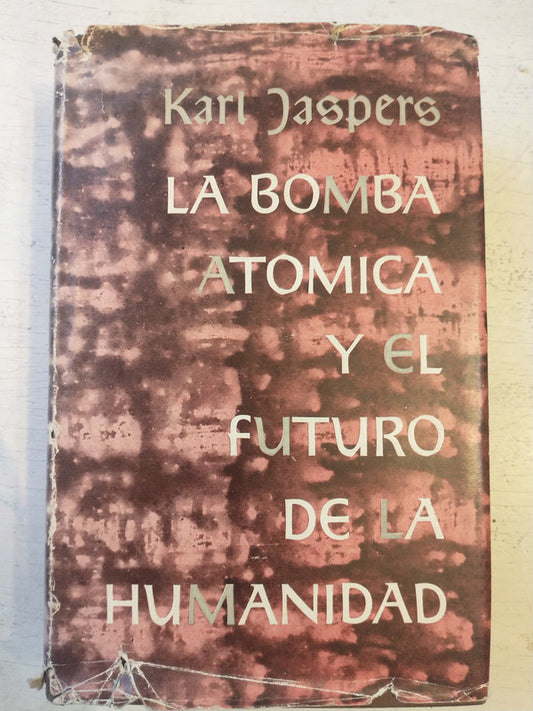 Karl Jaspers
LA BOMBA
ATOMICA
Y EL
FUTURO
DE LA
HUMANIDAD